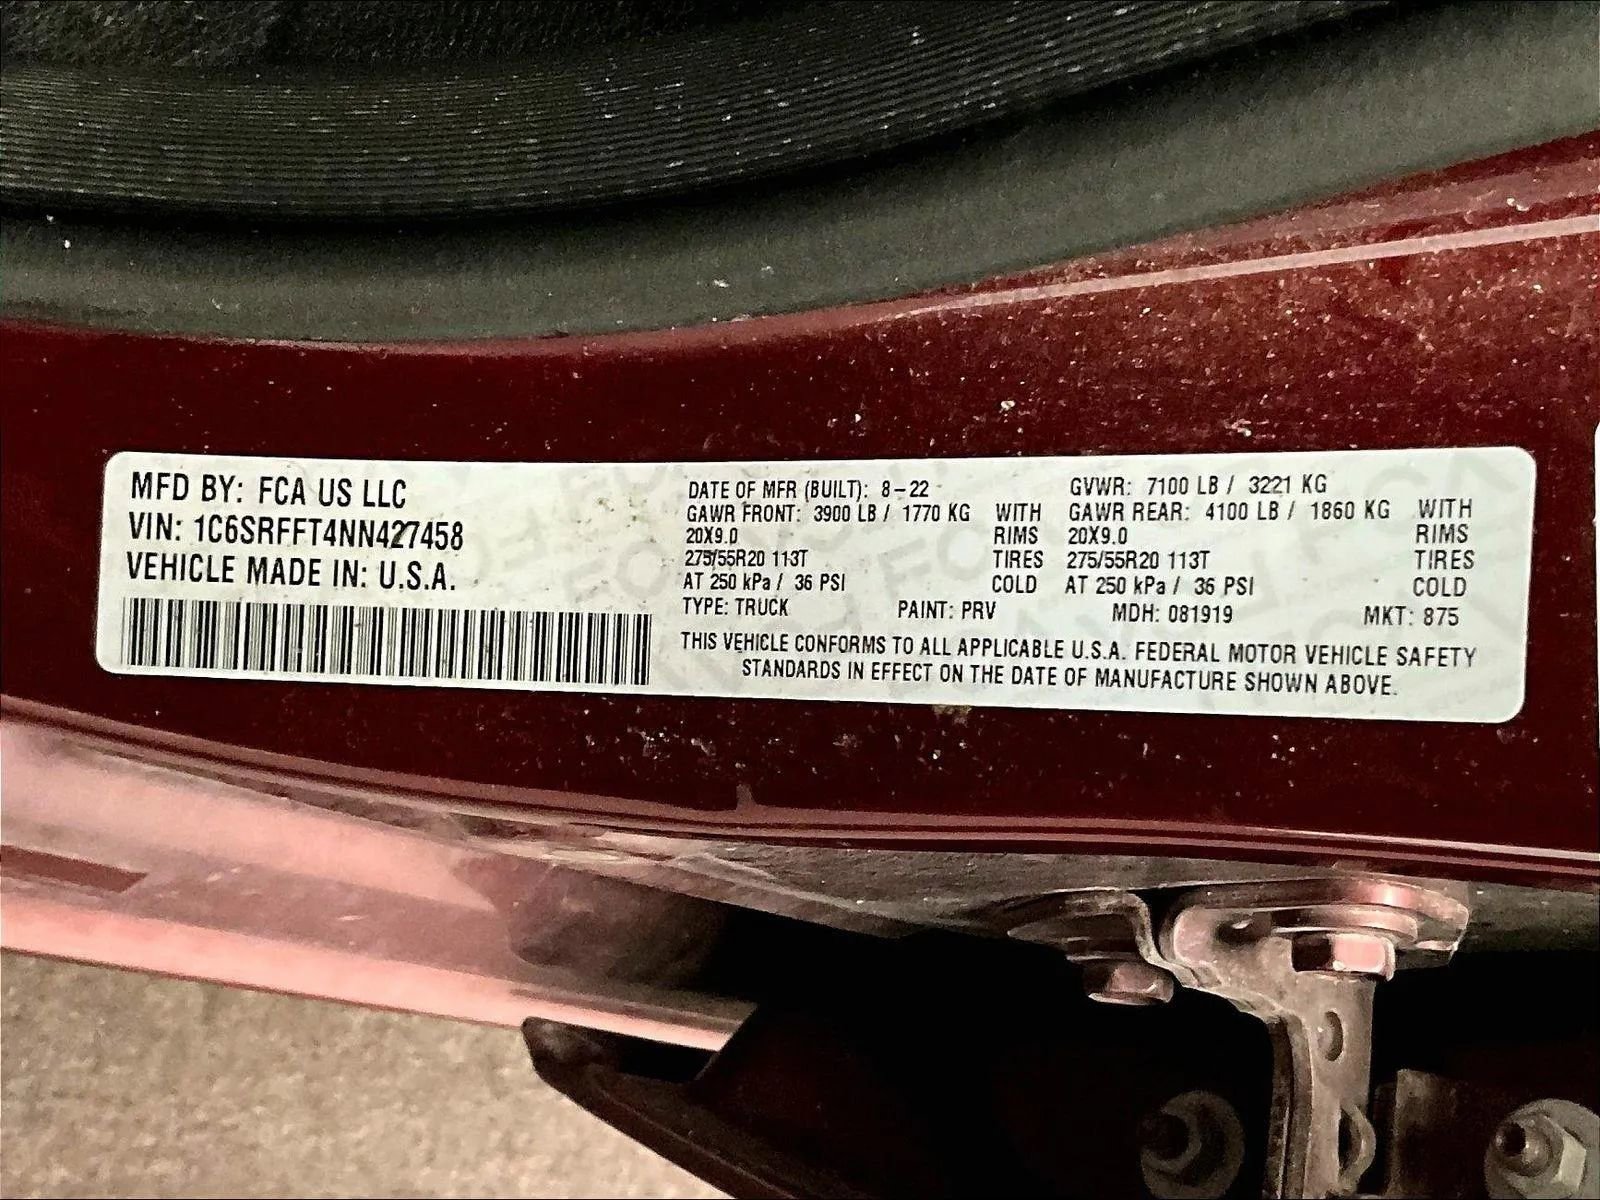 MFD BY: FCA US LLC
VIN: 1C6SRFFT4NN427458
VEHICLE MADE IN: U.S.A.
DATE OF MFR (BUILT): 8-22 GVWR: 7100 LB / 3221 KG
GAWR FRONT: 3900 LB / 1770 KG WITH GAWR REAR: 4100 LB / 1860 KG WITH
20X9.0 RIMS 20X9.0 RIMS
275/55R20 113T TIRES 275/55R20 113T TIRES
AT 250 kPa / 36 PSI COLD AT 250 kPa / 36 PSI COLD
TYPE: TRUCK PAINT: PRV MDH: 081919 MKT: 875
THIS VEHICLE CONFORMS TO ALL APPLICABLE U.S.A. FEDERAL MOTOR VEHICLE SAFETY
STANDARDS IN EFFECT ON THE DATE OF MANUFACTURE SHOWN ABOVE.